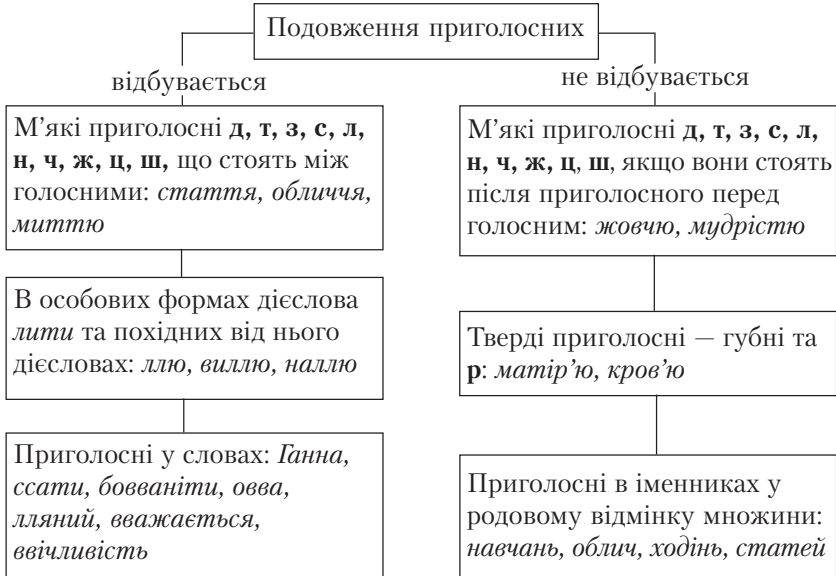 Подовження приголосних
відбувається
М’які приголосні д, т, з, с, л,
н, ч, ж, ц, ш, що стоять між
голосними: стаття, обличчя,
миттю
В особових формах дієслова
лити та похідних від нього
дієсловах: ллю, виллю, наллю
Приголосні у словах: Ганна,
ссати, бовваніти, овва,
лляний, вважається,
ввічливість
не відбувається
М’які приголосні д, т, з, с, л,
н, ч, ж, ц, ш, якщо вони стоять
після приголосного перед
голосним: жовчю, мудрістю
Тверді приголосні — губні та
р: матір’ю, кров’ю
Приголосні в іменниках у
родовому відмінку множини:
навчань, облич, ходінь, статей